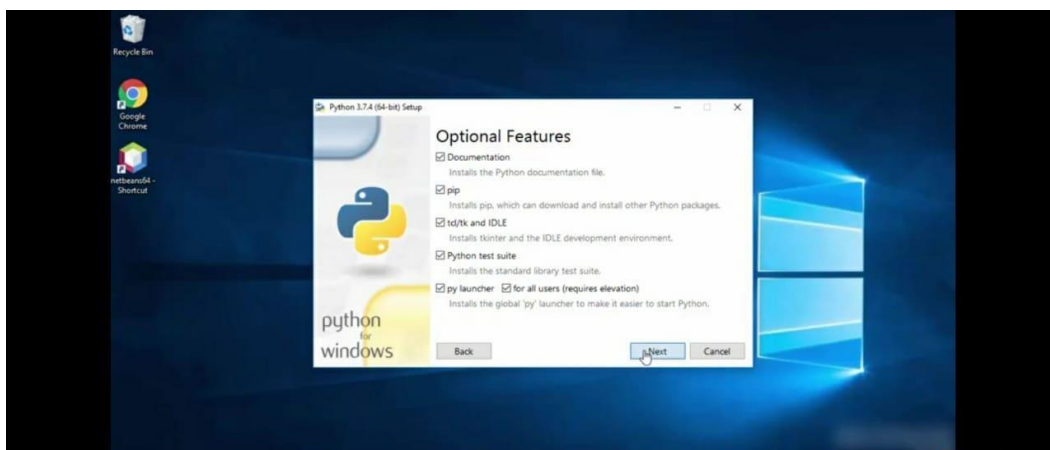 Recycle Bin
Google
Chrome
netbeans64 -
Shortcut
Python 3.7.4 (64-bit) Setup
Optional Features
Documentation
Installs the Python documentation file.
pip
Installs pip, which can download and install other Python packages.
tcl/tk and IDLE
Installs tkinter and the IDLE development environment.
Python test suite
Installs the standard library test suite.
py launcher for all users (requires elevation)
Installs the global 'py' launcher to make it easier to start Python.
python
for
windows
Back Next Cancel